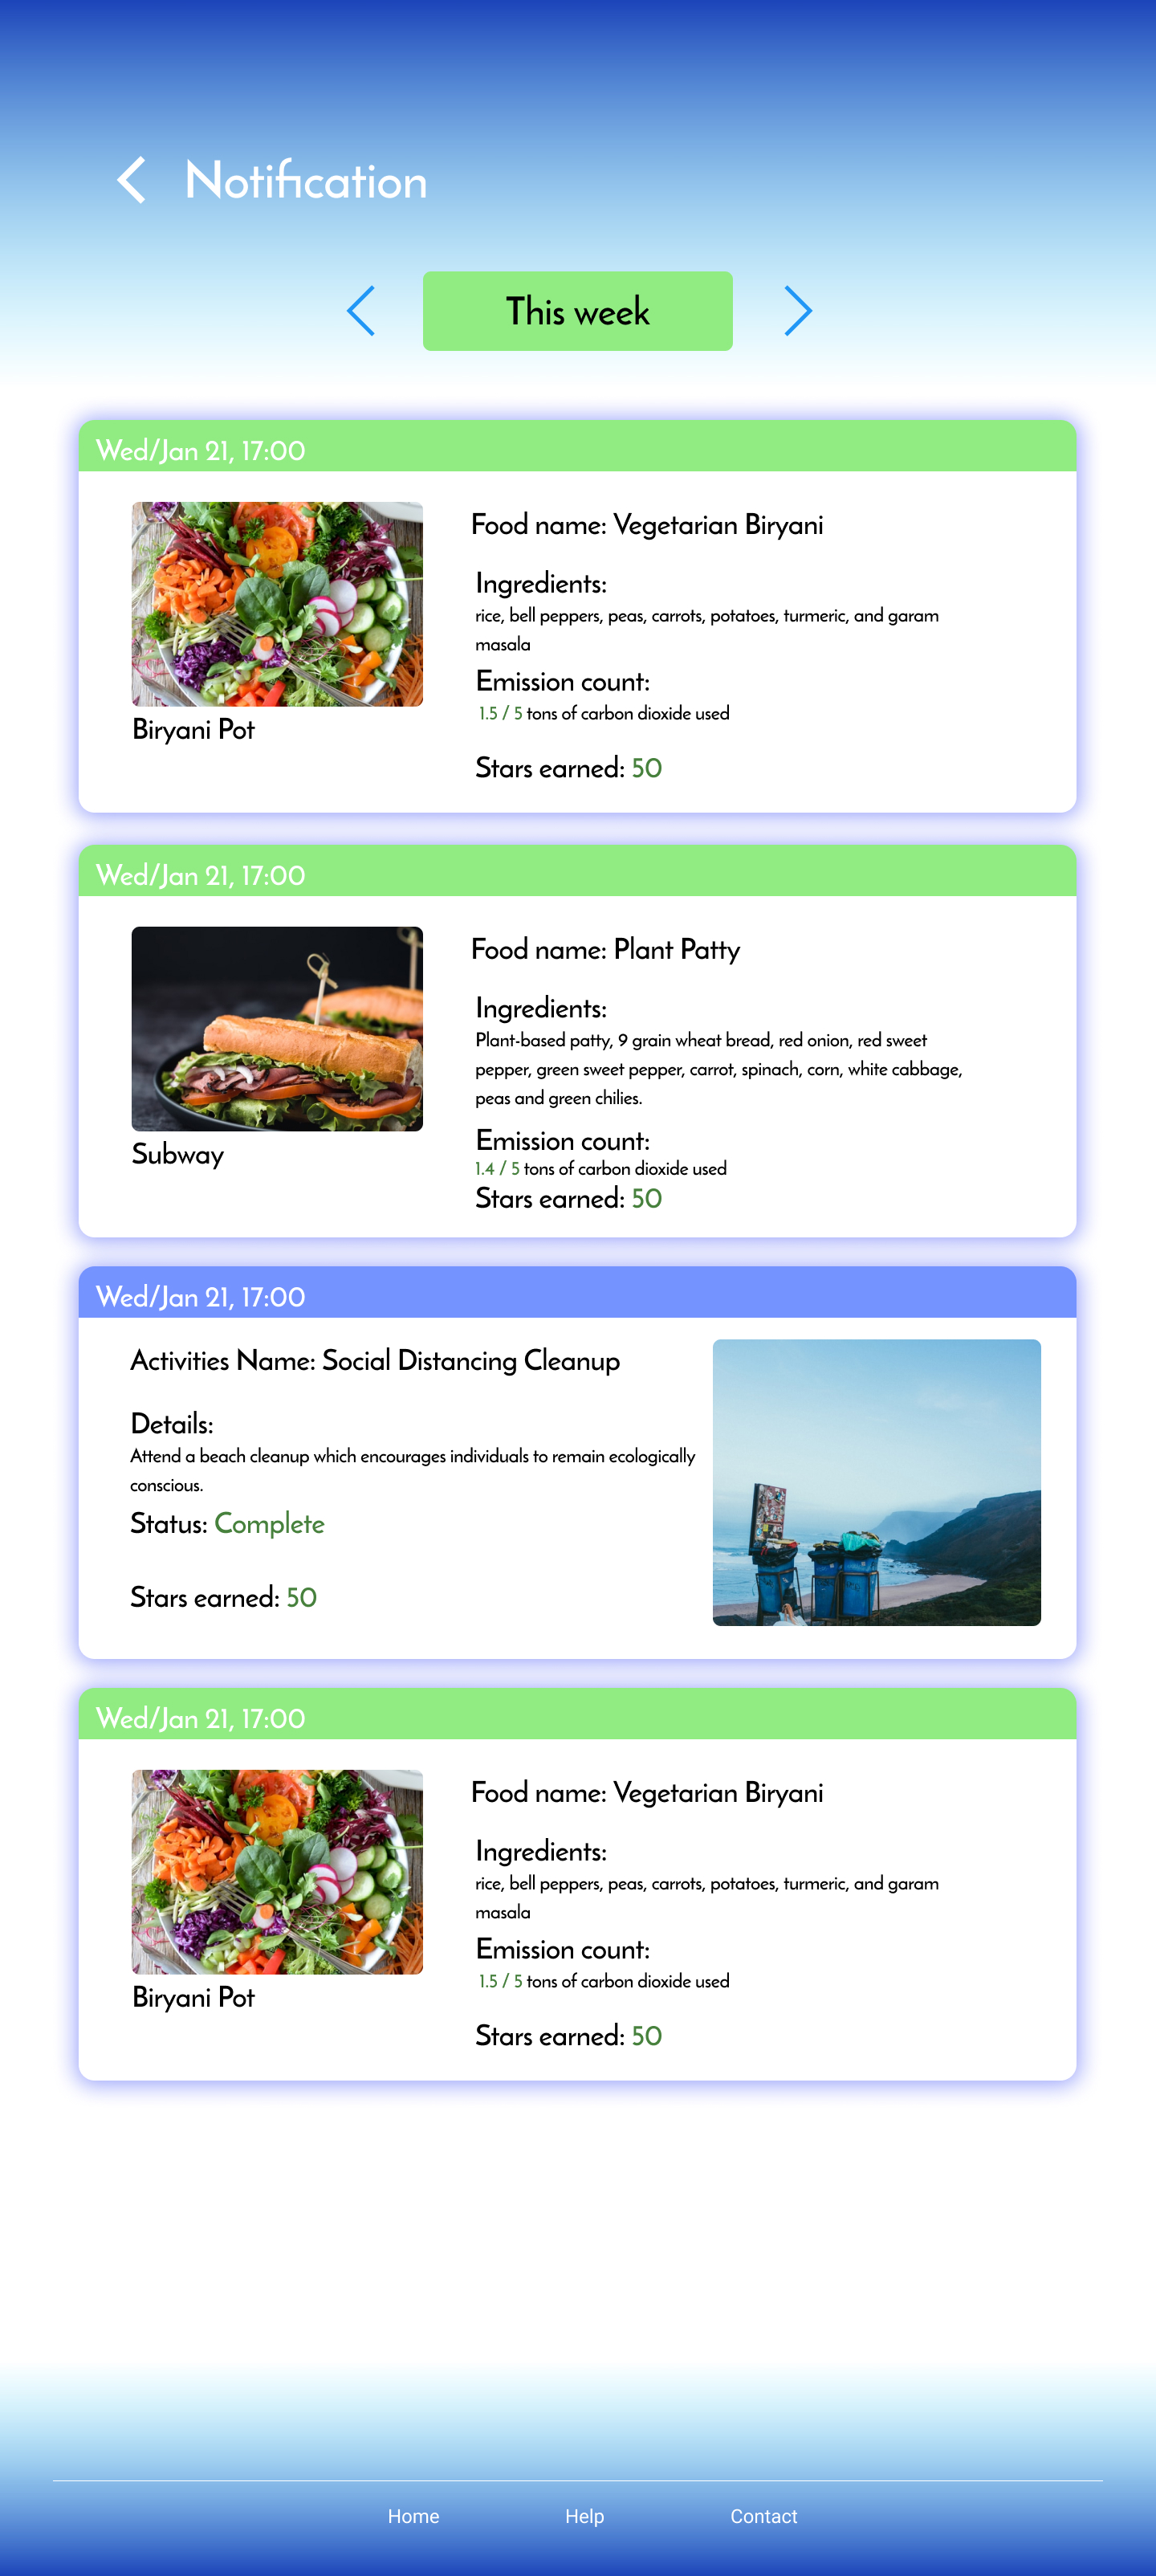 Notification
This week
Wed/Jan 21, 17:00
Food name: Vegetarian Biryani
Ingredients:
rice, bell peppers, peas, carrots, potatoes, turmeric, and garam
masala
Emission count:
1.5 / 5 tons of carbon dioxide used
Biryani Pot
Stars earned: 50
Wed/Jan 21, 17:00
Food name: Plant Patty
Ingredients:
Plant-based patty, 9 grain wheat bread, red onion, red sweet
pepper, green sweet pepper, carrot, spinach, corn, white cabbage,
peas and green chilies.
Emission count:
Subway
1.4 / 5 tons of carbon dioxide used
Stars earned: 50
Wed/Jan 21, 17:00
Activities Name: Social Distancing Cleanup
Details:
Attend a beach cleanup which encourages individuals to remain ecologically
conscious.
Status: Complete
Stars earned: 50
Wed/Jan 21, 17:00
Food name: Vegetarian Biryani
Ingredients:
rice, bell peppers, peas, carrots, potatoes, turmeric, and garam
masala
Emission count:
1.5 / 5 tons of carbon dioxide used
Biryani Pot
Stars earned: 50
Home Help Contact